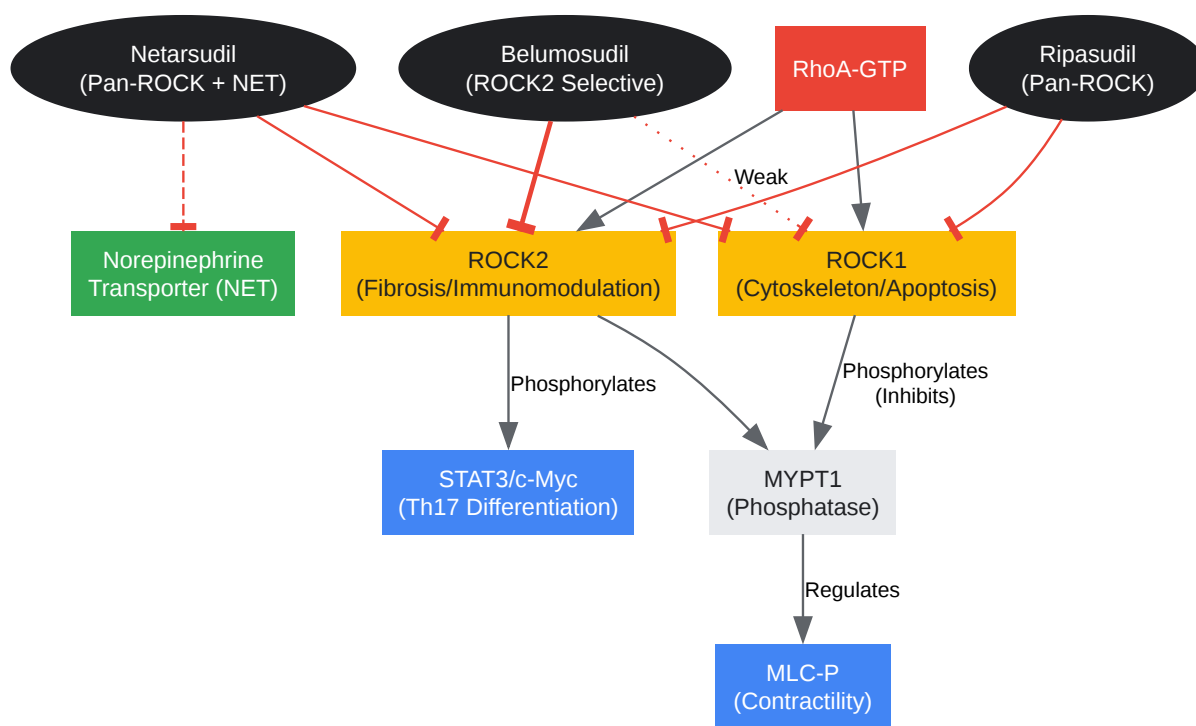 Netarsudil
(Pan-ROCK + NET)
Belumosudil
(ROCK2 Selective)
RhoA-GTP
Ripasudil
(Pan-ROCK)
Weak
Norepinephrine
Transporter (NET)
ROCK2
(Fibrosis/Immunomodulation)
ROCK1
(Cytoskeleton/Apoptosis)
Phosphorylates
Phosphorylates
(Inhibits)
STAT3/c-Myc
(Th17 Differentiation)
MYPT1
(Phosphatase)
Regulates
MLC-P
(Contractility)